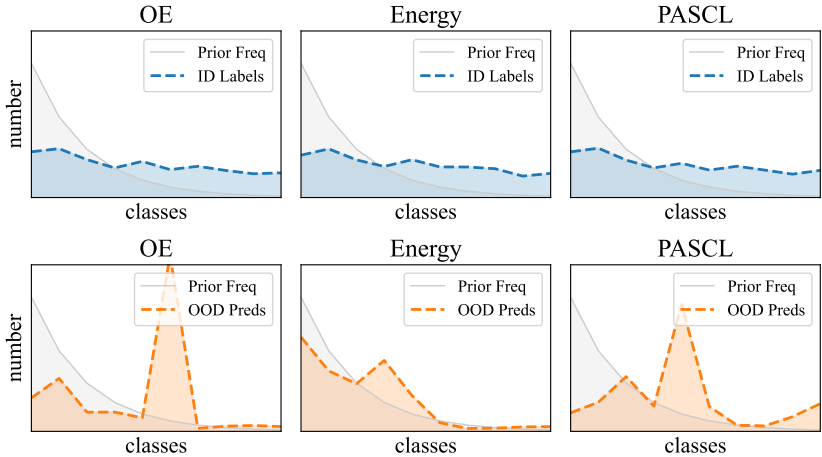 OE
Energy
PASCL
Prior Freq
ID Labels
Prior Freq
ID Labels
Prior Freq
ID Labels
number
classes
classes
classes
OE
Energy
PASCL
Prior Freq
OOD Preds
Prior Freq
OOD Preds
Prior Freq
OOD Preds
number
classes
classes
classes